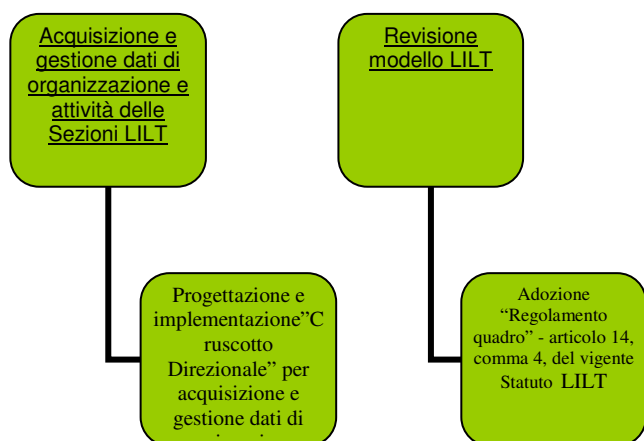 Acquisizione e
gestione dati di
organizzazione e
attività delle
Sezioni LILT
Revisione
modello LILT
Progettazione e
implementazione”C
ruscotto
Direzionale” per
acquisizione e
gestione dati di
Adozione
“Regolamento
quadro” - articolo 14,
comma 4, del vigente
Statuto LILT